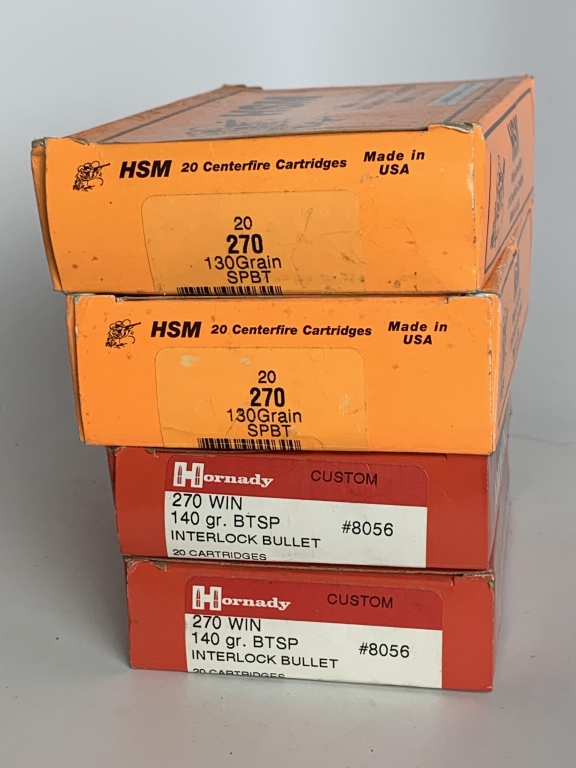 HSM 20 Centerfire Cartridges Made in
USA
20
270
130Grain
SPBT
HSM 20 Centerfire Cartridges Made in
USA
20
270
130Grain
SPBT
Hornady CUSTOM
270 WIN
140 gr. BTSP #8056
INTERLOCK BULLET
20 CARTRIDGES
Hornady CUSTOM
270 WIN
140 gr. BTSP #8056
INTERLOCK BULLET
20 CARTRIDGES